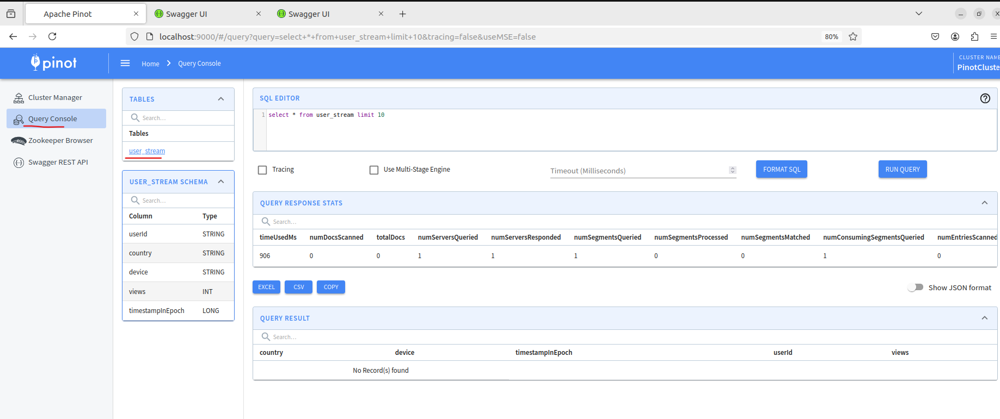 Apache Pinot
Swagger UI
Swagger UI
localhost:9000/#/query?query=select+*+from+user_stream+limit+10&tracing=false&useMSE=false
80%
pinot
Home
Query Console
CLUSTER NAME
PinotCluste
Cluster Manager
Query Console
Zookeeper Browser
Swagger REST API
TABLES
Search...
Tables
user_stream
USER_STREAM SCHEMA
Search...
Column Type
userId STRING
country STRING
device STRING
views INT
timestampInEpoch LONG
SQL EDITOR
1 select * from user_stream limit 10
Tracing
Use Multi-Stage Engine
Timeout (Milliseconds)
FORMAT SQL
RUN QUERY
QUERY RESPONSE STATS
Search...
timeUsedMs numDocsScanned totalDocs numServersQueried numServersResponded numSegmentsQueried numSegmentsProcessed numSegmentsMatched numConsumingSegmentsQueried numEntriesScanned
906 0 0 1 1 1 0 0 1 0
EXCEL
CSV
COPY
Show JSON format
QUERY RESULT
Search...
country device timestampInEpoch userId views
No Record(s) found